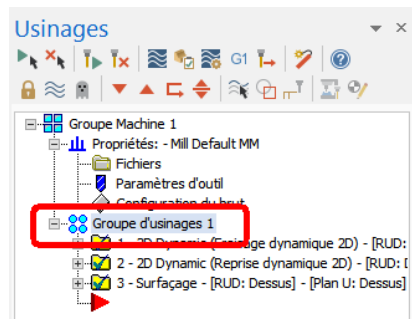 Usinages
G1
Groupe Machine 1
Propriétés: - Mill Default MM
Fichiers
Paramètres d'outil
Configuration du brut
Groupe d'usinages 1
1 - 2D Dynamic (Fraisage dynamique 2D) - [RUD:
2 - 2D Dynamic (Reprise dynamique 2D) - [RUD: [
3 - Surfaçage - [RUD: Dessus] - [Plan U: Dessus]